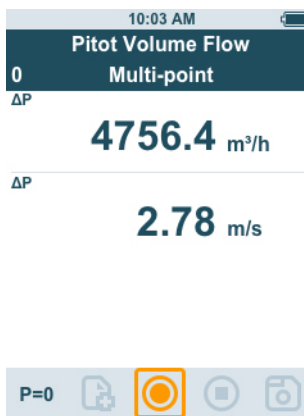 10:03 AM
Pitot Volume Flow
0 Multi-point
ΔP
4756.4 m³/h
ΔP
2.78 m/s
P=0